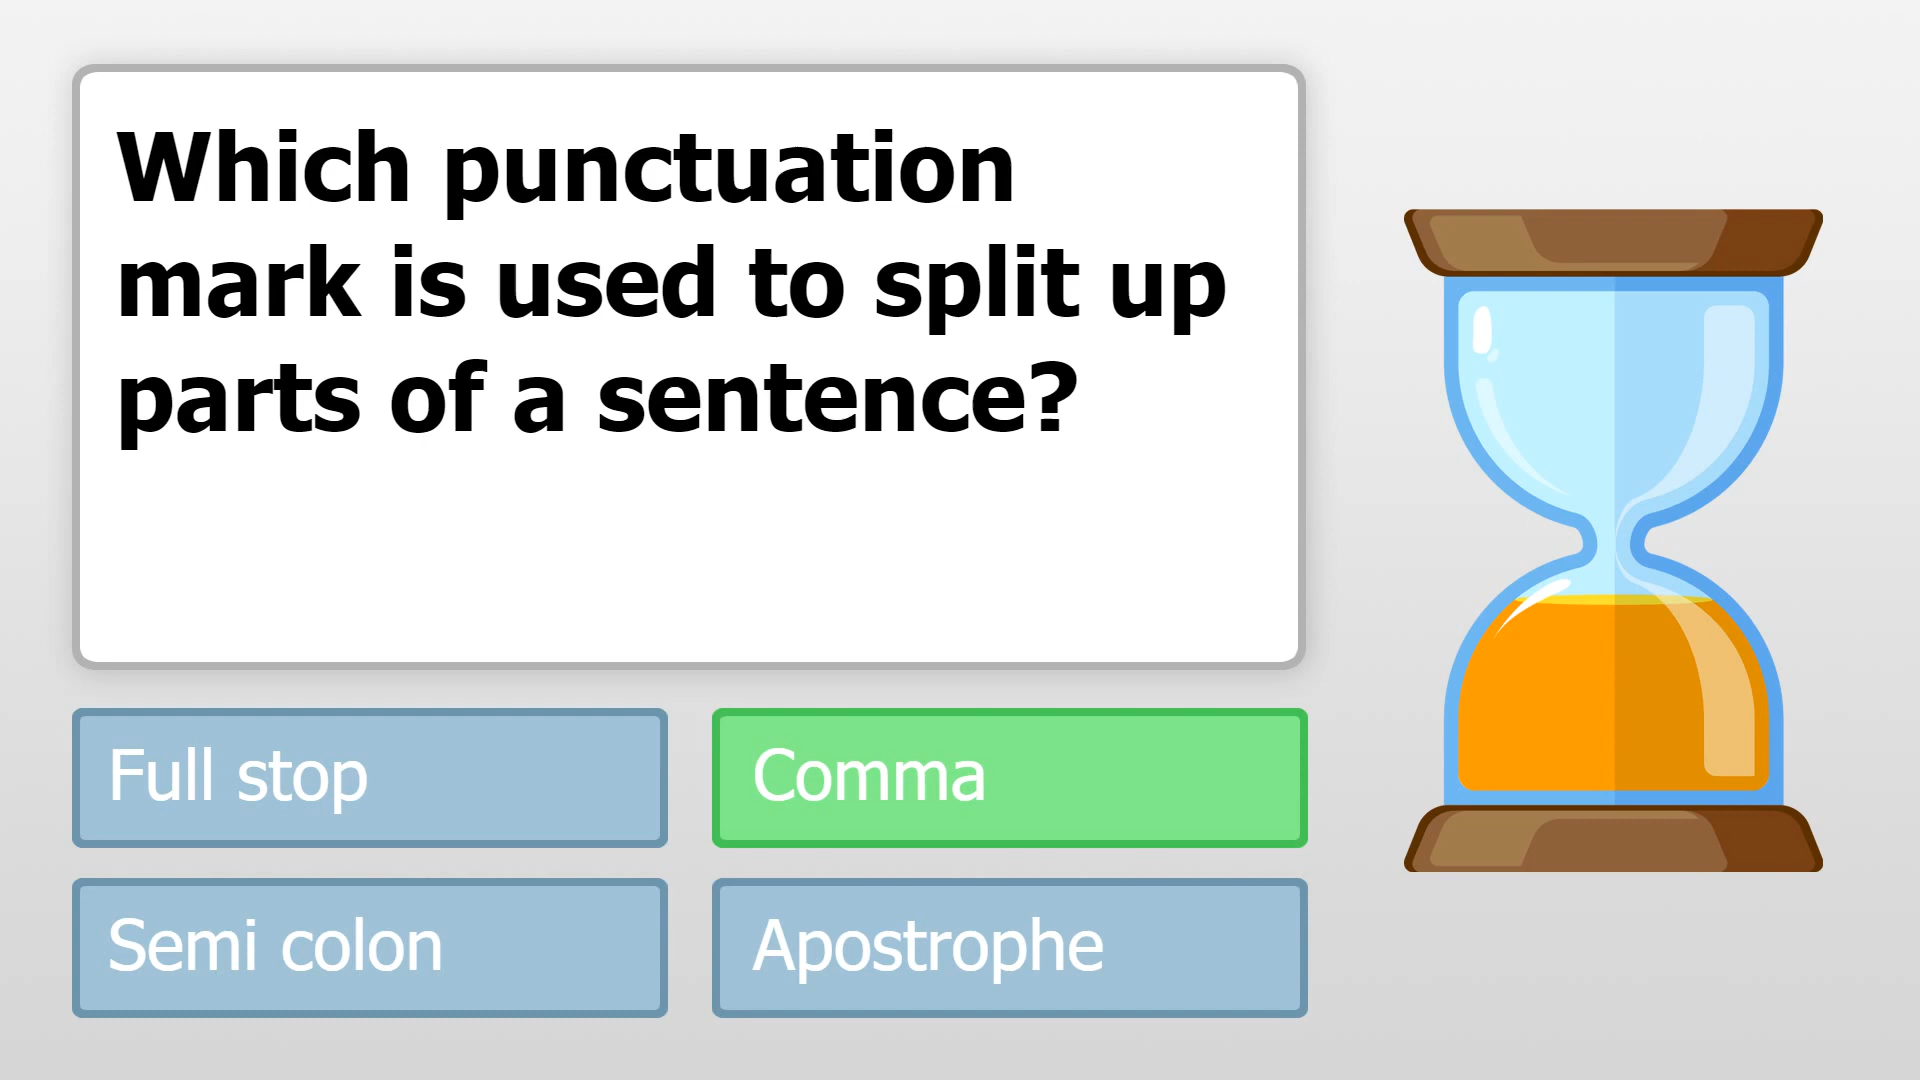 Which punctuation
mark is used to split up
parts of a sentence?
Full stop
Comma
Semi colon
Apostrophe